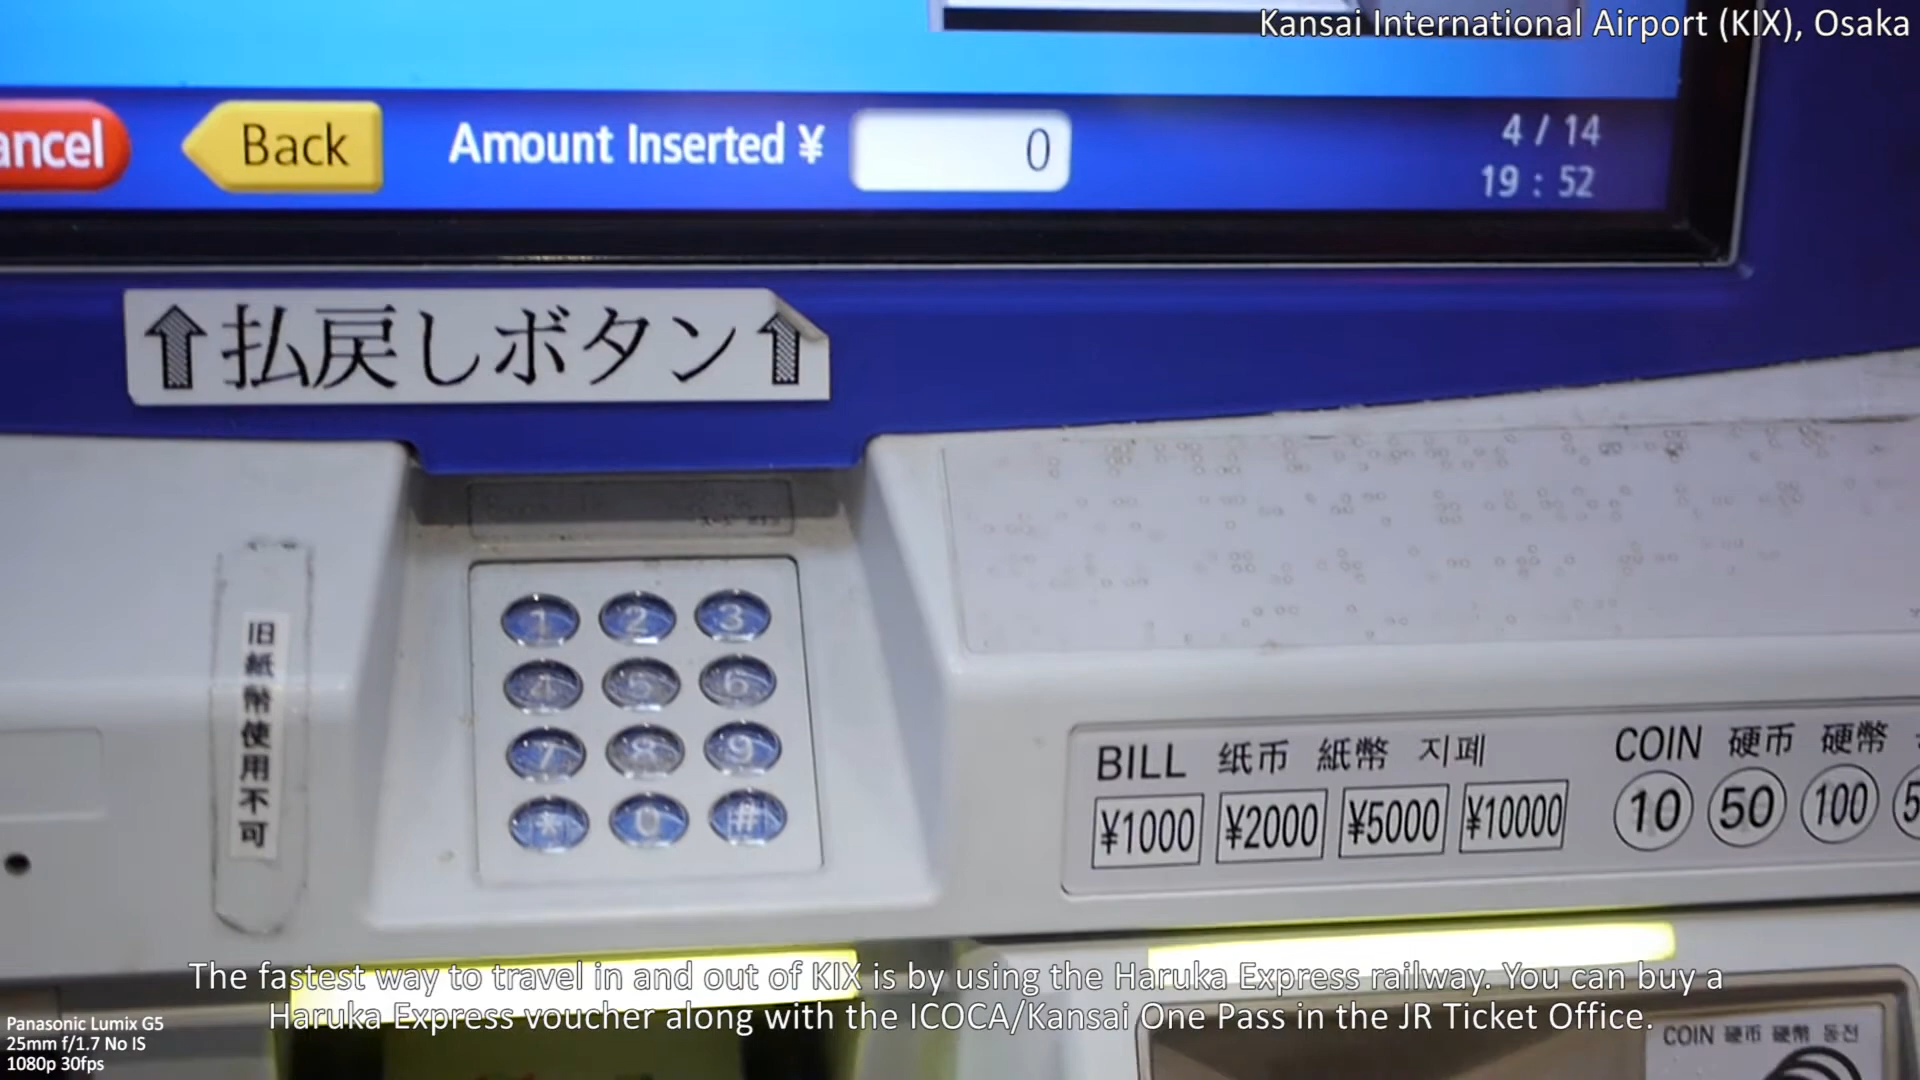 Kansai International Airport (KIX), Osaka
ancel
Back
Amount Inserted ¥
0
4 / 14
19 : 52
払戻しボタン
旧紙幣使用不可
1 2 3
4 5 6
7 8 9
* 0 #
BILL 纸币 紙幣 지폐
¥1000 ¥2000 ¥5000 ¥10000
COIN 硬币 硬幣
10 50 100 5
The fastest way to travel in and out of KIX is by using the Haruka Express railway. You can buy a
Haruka Express voucher along with the ICOCA/Kansai One Pass in the JR Ticket Office.
Panasonic Lumix G5
25mm f/1.7 No IS
1080p 30fps
COIN 硬币 硬幣 동전